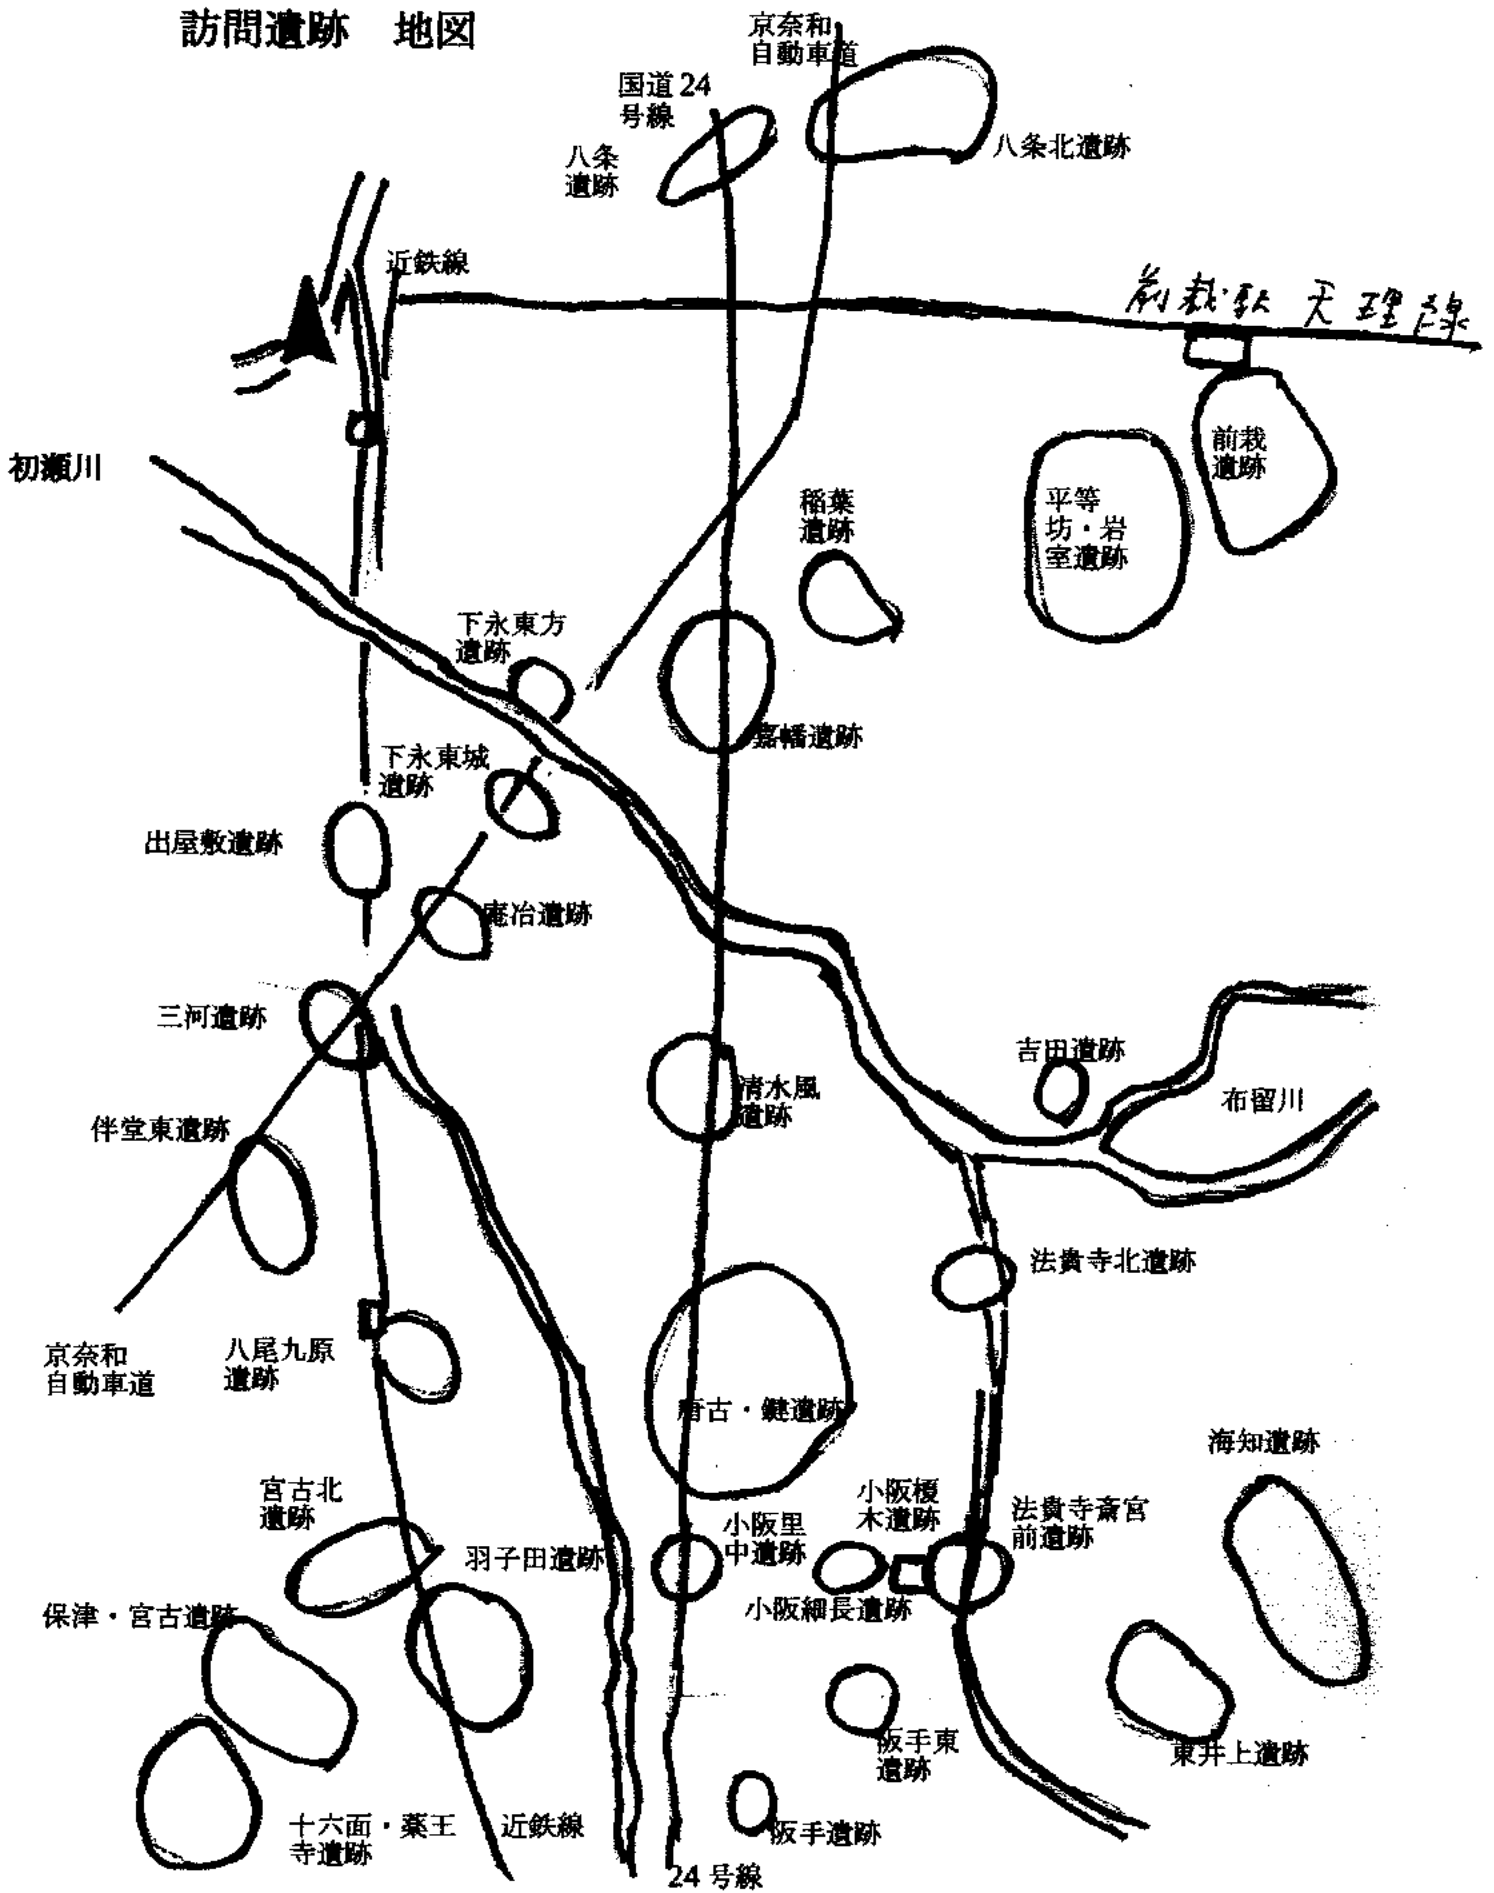 訪問遺跡 地図
京奈和
自動車道
国道24
号線
八条北遺跡
八条
遺跡
近鉄線
前栽駅 天理線
前栽
遺跡
初瀬川
稲葉
遺跡
平等
坊・岩
室遺跡
下永東方
遺跡
嘉幡遺跡
下永東城
遺跡
出屋敷遺跡
庵冶遺跡
三河遺跡
吉田遺跡
清水風
遺跡
布留川
伴堂東遺跡
法貴寺北遺跡
京奈和
自動車道
八尾九原
遺跡
唐古・鍵遺跡
海知遺跡
宮古北
遺跡
小阪榎
木遺跡
法貴寺斎宮
前遺跡
小阪里
中遺跡
羽子田遺跡
小阪細長遺跡
保津・宮古遺跡
阪手東
遺跡
東井上遺跡
十六面・薬王
寺遺跡
近鉄線
阪手遺跡
24号線